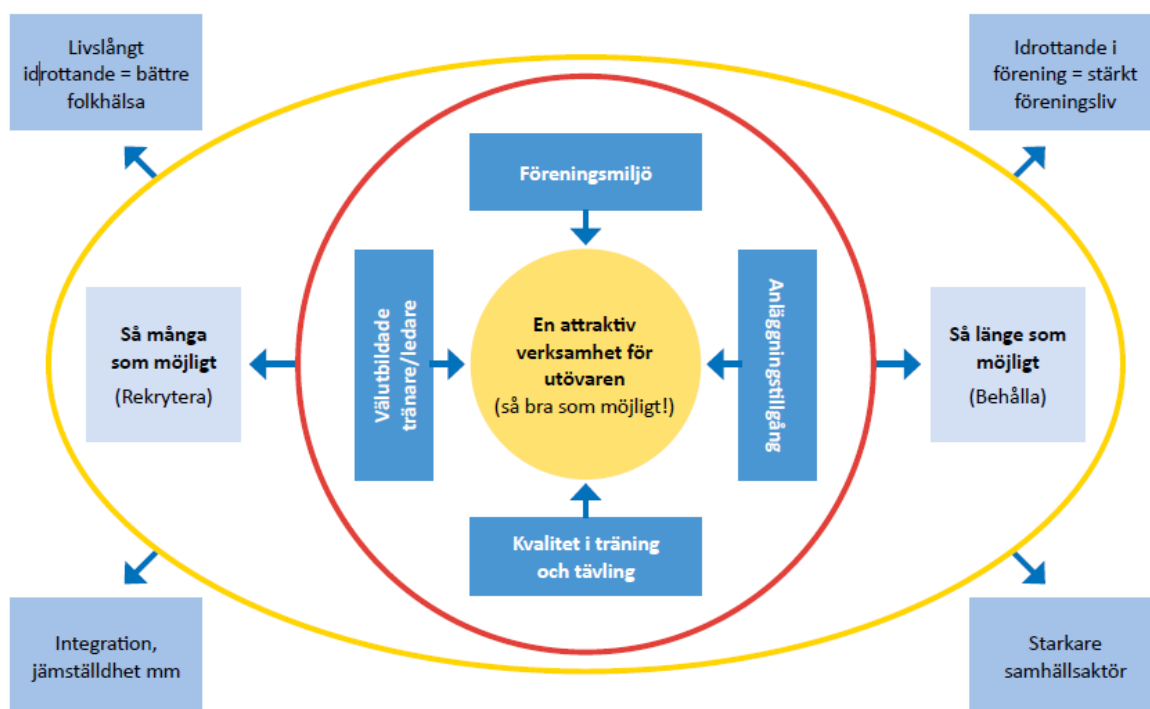 Livslångt
idrottande = bättre
folkhälsa
Idrottande i
förening = stärkt
föreningsliv
Föreningsmiljö
Så många
som möjligt
(Rekrytera)
Välutbildade
tränare/ledare
En attraktiv
verksamhet för
utövaren
(så bra som möjligt!)
Anläggningstillgång
Så länge som
möjligt
(Behålla)
Kvalitet i träning
och tävling
Integration,
jämställdhet mm
Starkare
samhällsaktör